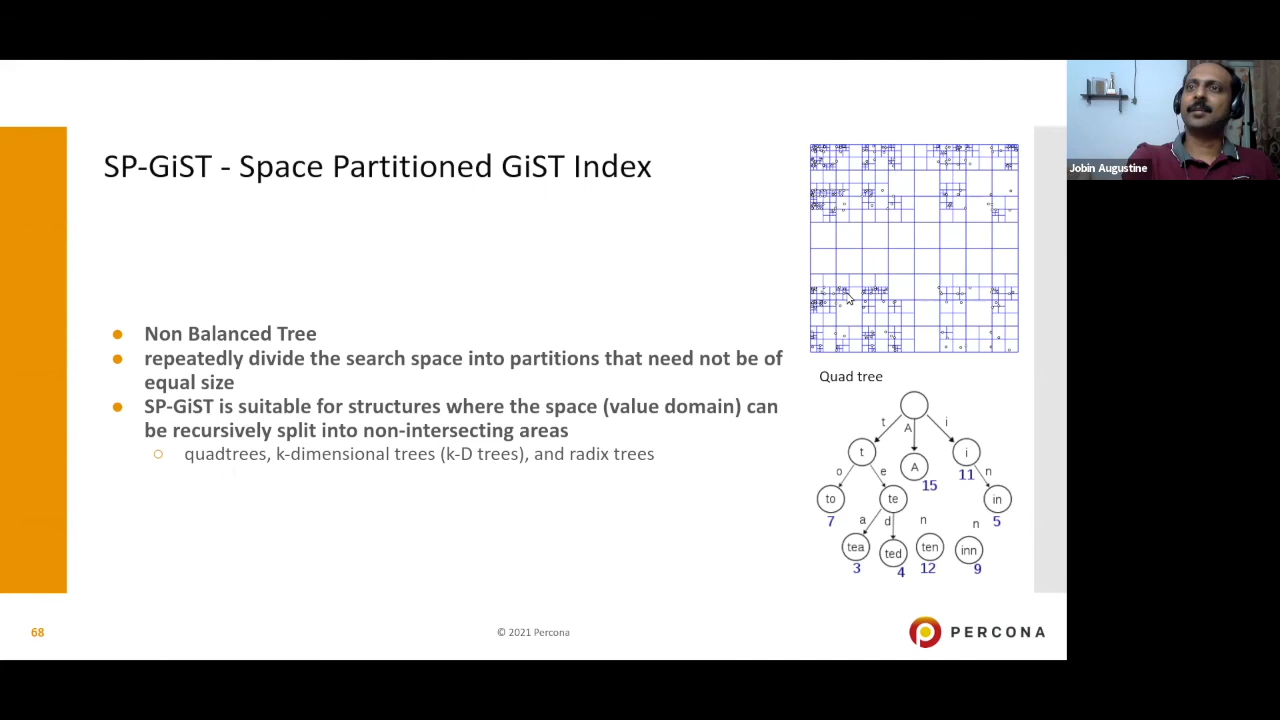 SP-GiST - Space Partitioned GiST Index
Jobin Augustine
● Non Balanced Tree
● repeatedly divide the search space into partitions that need not be of
equal size
● SP-GiST is suitable for structures where the space (value domain) can
be recursively split into non-intersecting areas
○ quadtrees, k-dimensional trees (k-D trees), and radix trees
Quad tree
t A i
t A i
15 11
o e n
to te in
7 5
a d n n
tea ted ten inn
3 4 12 9
68
© 2021 Percona
PERCONA